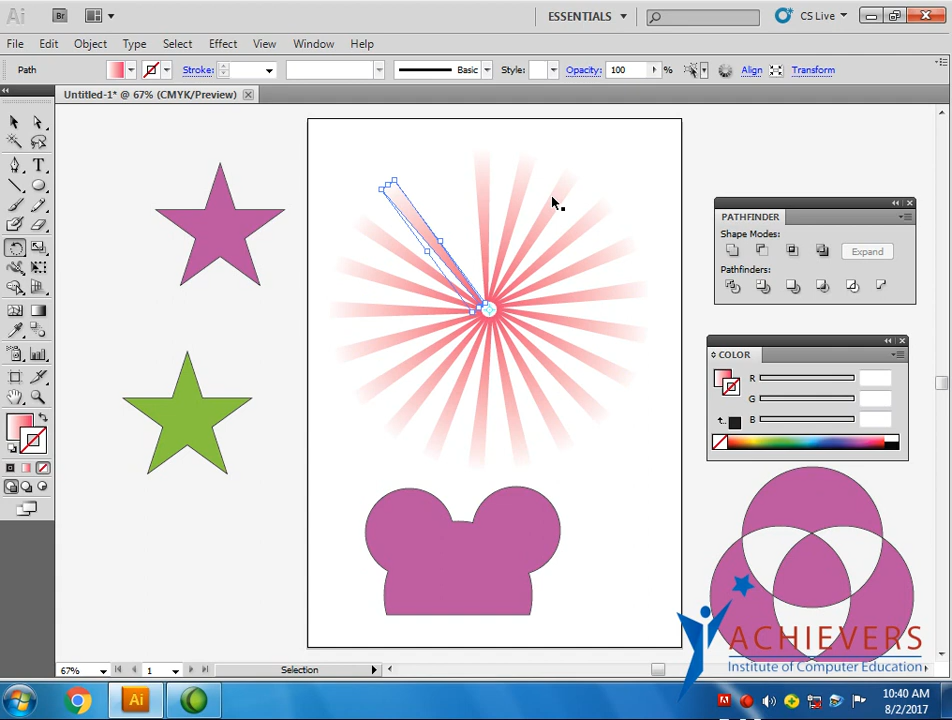 Ai Br ESSENTIALS CS Live
File Edit Object Type Select Effect View Window Help
Path Stroke: Basic Style: Opacity: 100 % Align Transform
Untitled-1* @ 67% (CMYK/Preview)
T
PATHFINDER
Shape Modes:
Expand
Pathfinders:
COLOR
R
G
B
ACHIEVERS
Institute of Computer Education
67% 1 Selection
Ai
10:40 AM
8/2/2017